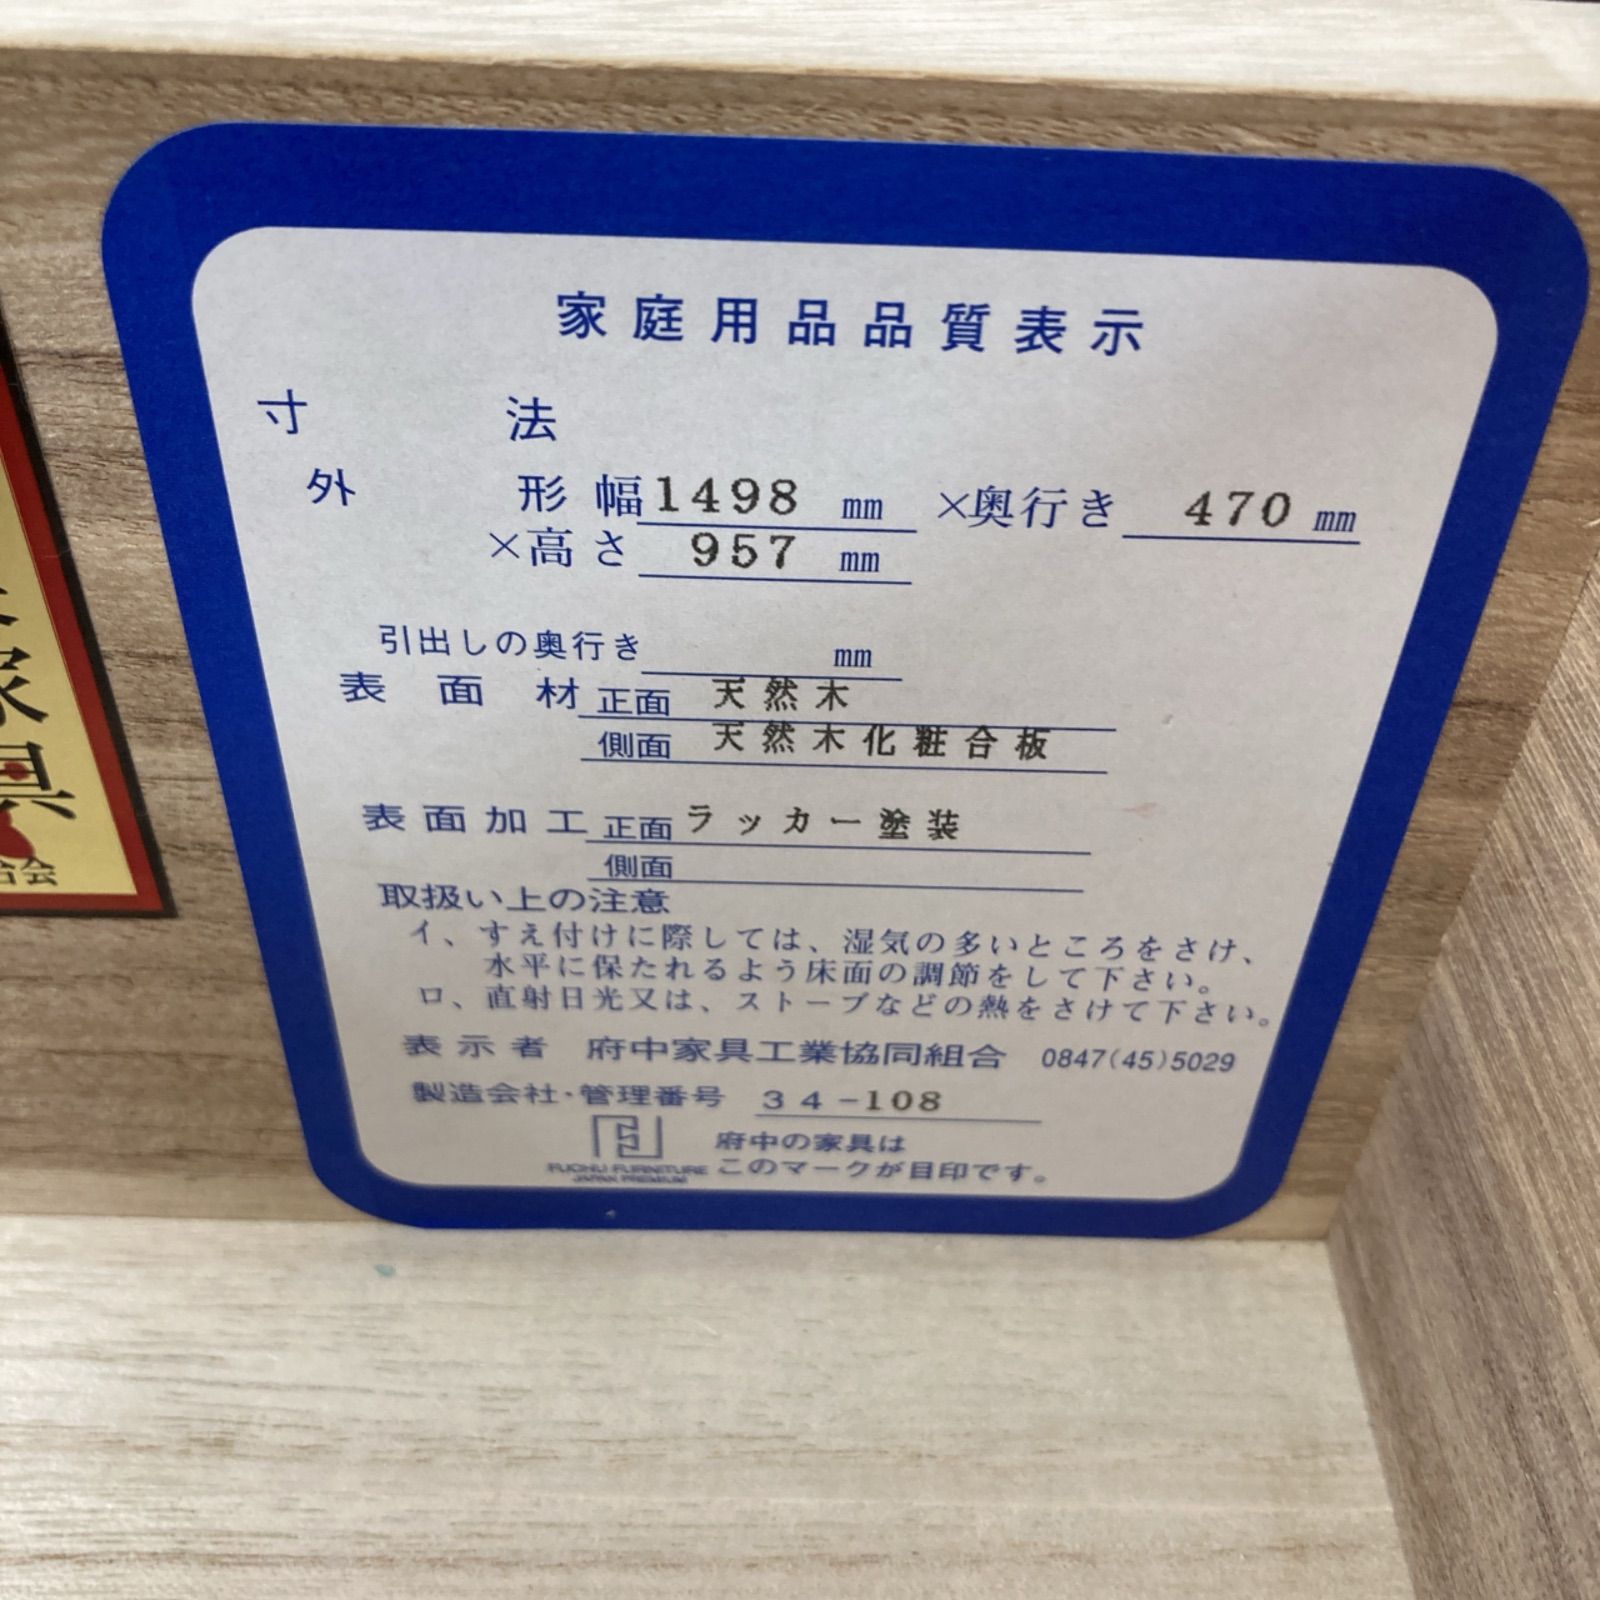 家庭用品品質表示
寸法
外形 幅 1498 mm ×奥行き 470 mm
×高さ 957 mm
引出しの奥行き mm
表面材 正面 天然木
側面 天然木化粧合板
表面加工 正面 ラッカー塗装
側面
取扱い上の注意
イ、すえ付けに際しては、湿気の多いところをさけ、
水平に保たれるよう床面の調節をして下さい。
ロ、直射日光又は、ストーブなどの熱をさけて下さい。
表示者 府中家具工業協同組合 0847(45)5029
製造会社・管理番号 34-108
府中の家具は
FUCHU FURNITURE このマークが目印です。
JAPAN PREMIUM
家
具
合会